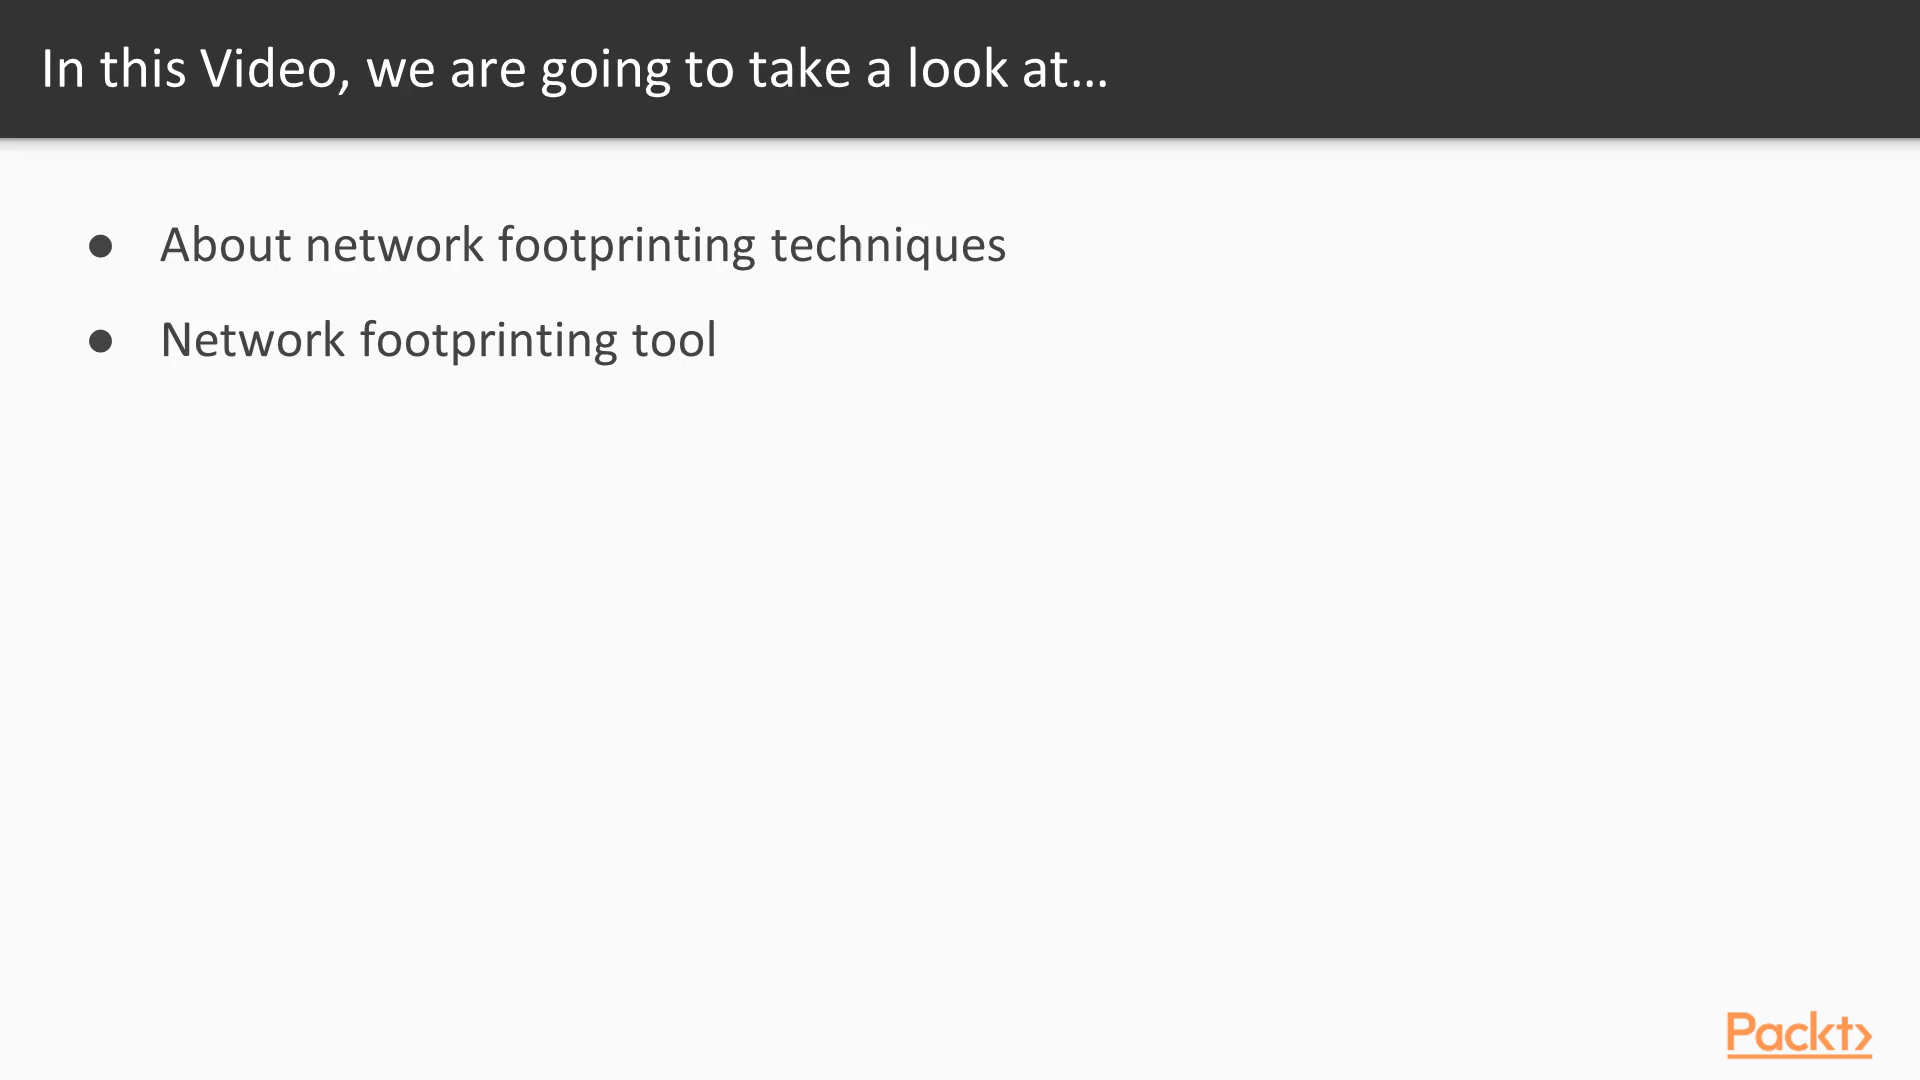 In this Video, we are going to take a look at…
● About network footprinting techniques
● Network footprinting tool
Packt>